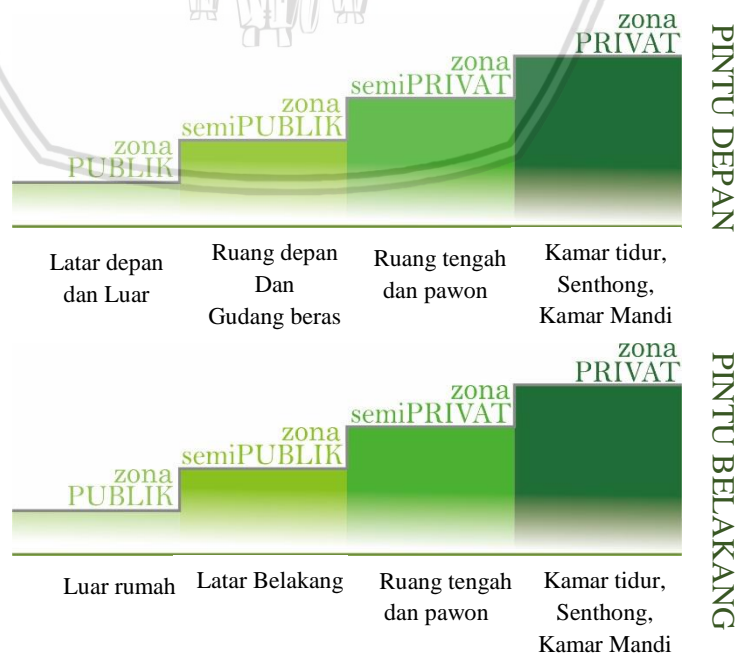 zona
PUBLIK
zona
semiPUBLIK
zona
semiPRIVAT
zona
PRIVAT
PINTU DEPAN
Latar depan
dan Luar
Ruang depan
Dan
Gudang beras
Ruang tengah
dan pawon
Kamar tidur,
Senthong,
Kamar Mandi
zona
PUBLIK
zona
semiPUBLIK
zona
semiPRIVAT
zona
PRIVAT
PINTU BELAKANG
Luar rumah
Latar Belakang
Ruang tengah
dan pawon
Kamar tidur,
Senthong,
Kamar Mandi